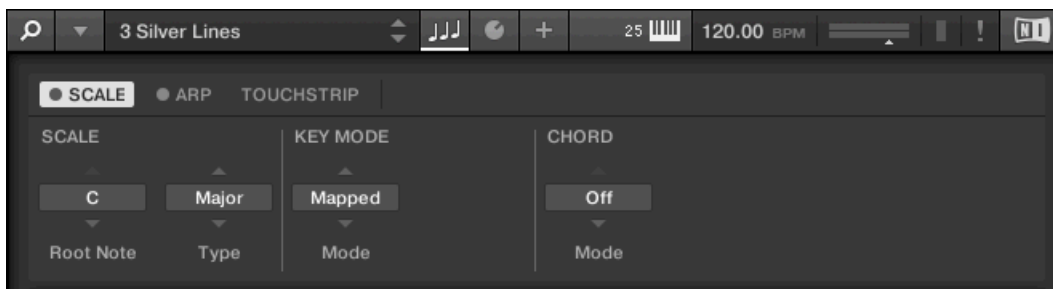 3 Silver Lines 25 120.00 BPM ! NI
SCALE ARP TOUCHSTRIP
SCALE KEY MODE CHORD
C Major Mapped Off
Root Note Type Mode Mode